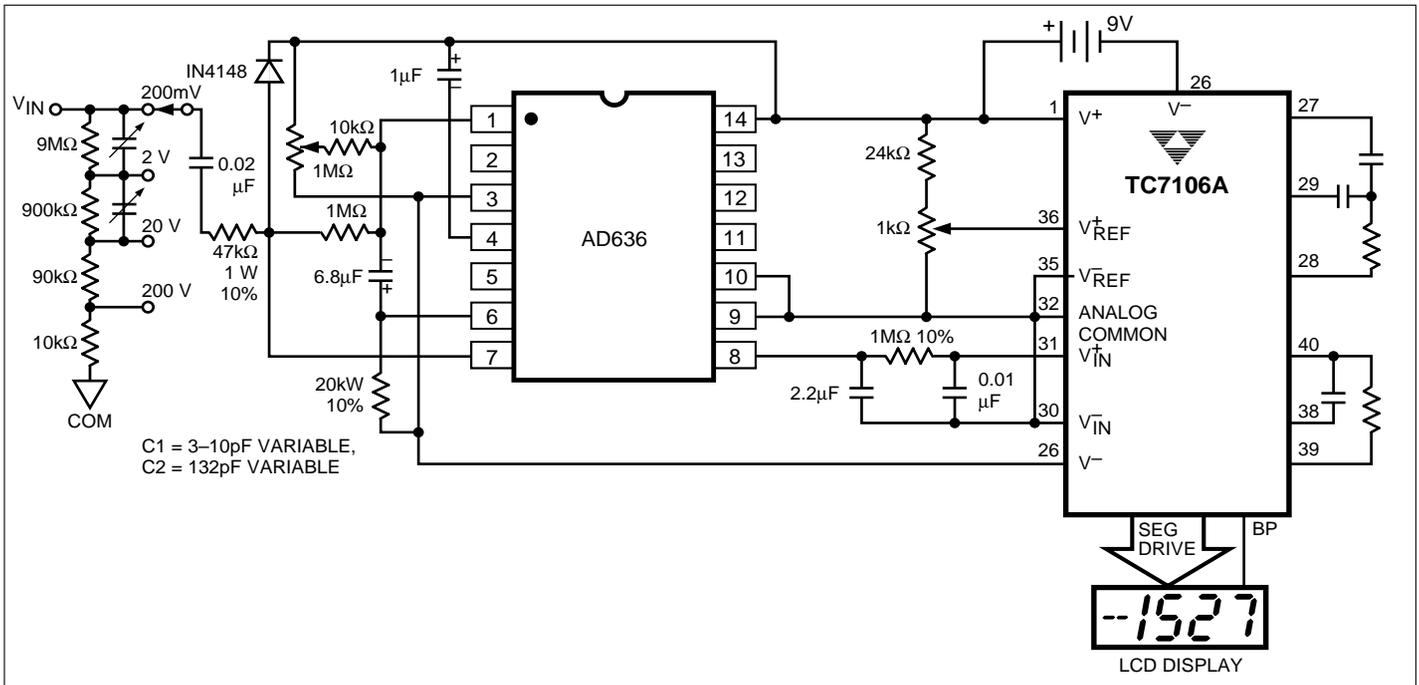 9V
IN4148
1µF
+
–
+
26
V–
V IN
200mV
9MΩ
2 V
900kΩ
20 V
90kΩ
200 V
10kΩ
COM
0.02
µF
47kΩ
1 W
10%
10kΩ
1MΩ
1MΩ
6.8µF
–
+
20kW
10%
C1 = 3–10pF VARIABLE,
C2 = 132pF VARIABLE
1
2
3
4
5
6
7
AD636
14
13
12
11
10
9
8
24kΩ
1kΩ
1MΩ 10%
2.2µF
0.01
µF
1
V+
36
V+REF
35
V–REF
32
ANALOG
COMMON
31
V+IN
30
V–IN
26
V–
TC7106A
27
29
28
40
38
39
SEG
DRIVE
BP
--1527
LCD DISPLAY